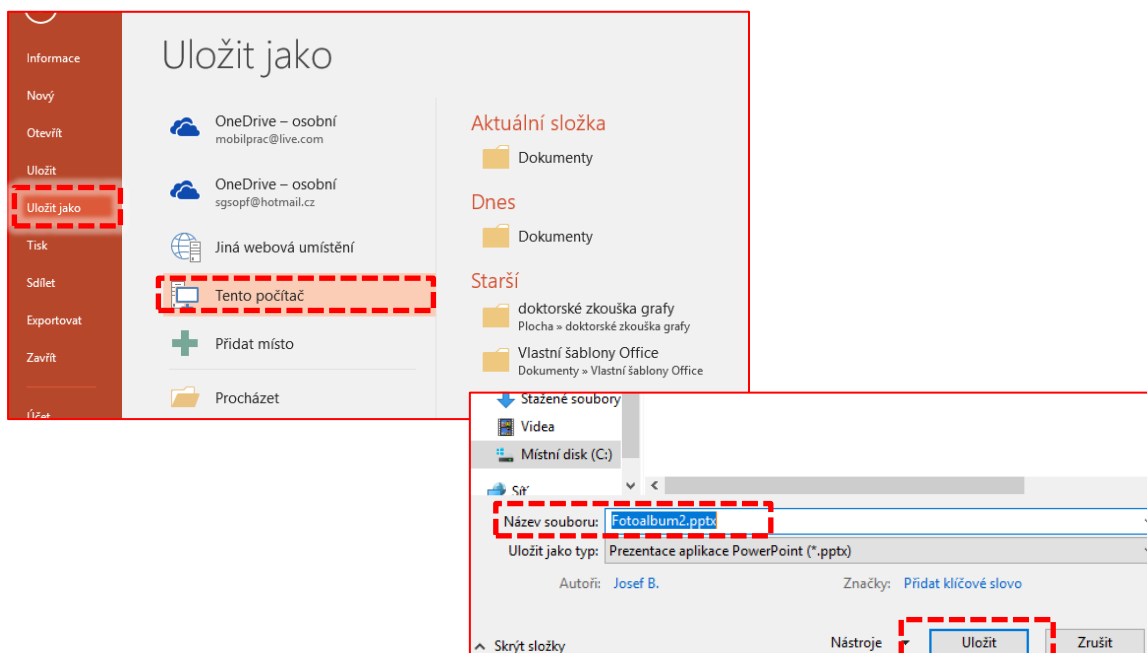 Informace
Nový
Otevřít
Uložit
Uložit jako
Tisk
Sdílet
Exportovat
Zavřít
Účet
Uložit jako
OneDrive – osobní
mobilprac@live.com
OneDrive – osobní
sgsopf@hotmail.cz
Jiná webová umístění
Tento počítač
Přidat místo
Procházet
Aktuální složka
Dokumenty
Dnes
Dokumenty
Starší
doktorské zkouška grafy
Plocha » doktorské zkouška grafy
Vlastní šablony Office
Dokumenty » Vlastní šablony Office
Stažené soubory
Videa
Místní disk (C:)
Síť
Název souboru: Fotoalbum2.pptx
Uložit jako typ: Prezentace aplikace PowerPoint (*.pptx)
Autoři: Josef B. Značky: Přidat klíčové slovo
Skrýt složky Nástroje Uložit Zrušit